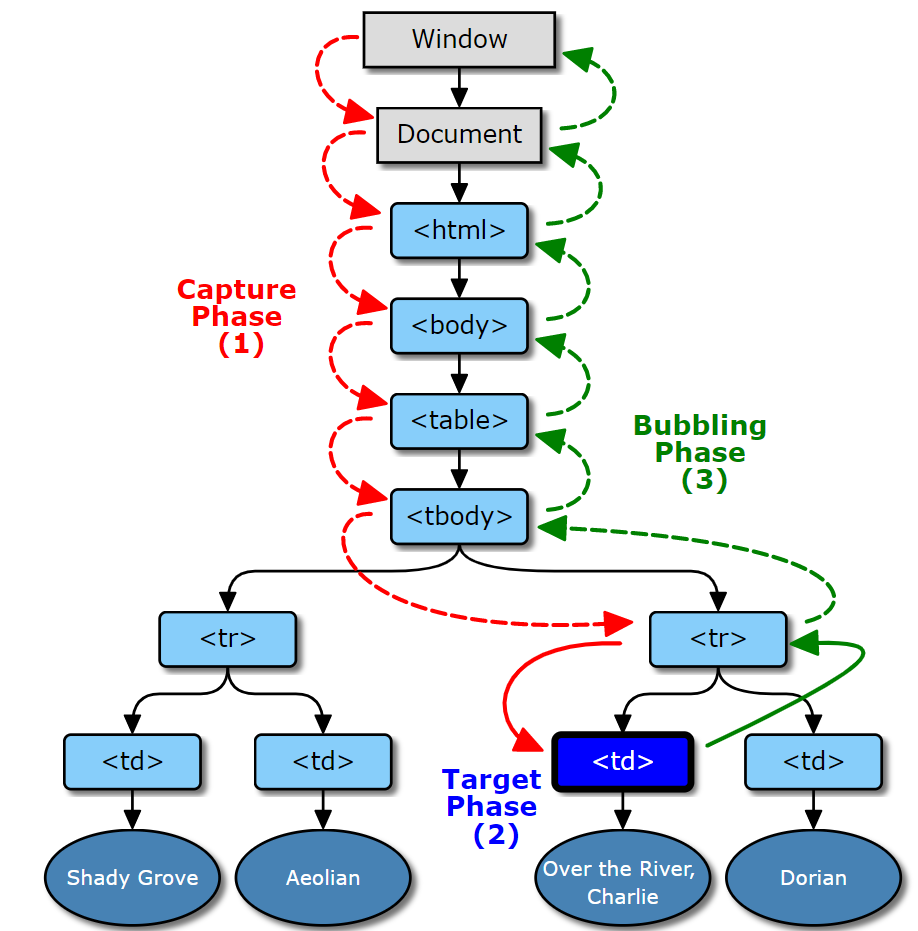 Window
Document
<html>
Capture
Phase
(1)
<body>
<table>
Bubbling
Phase
(3)
<tbody>
<tr>
<tr>
<td>
<td>
<td>
<td>
Target
Phase
(2)
Shady Grove
Aeolian
Over the River,
Charlie
Dorian